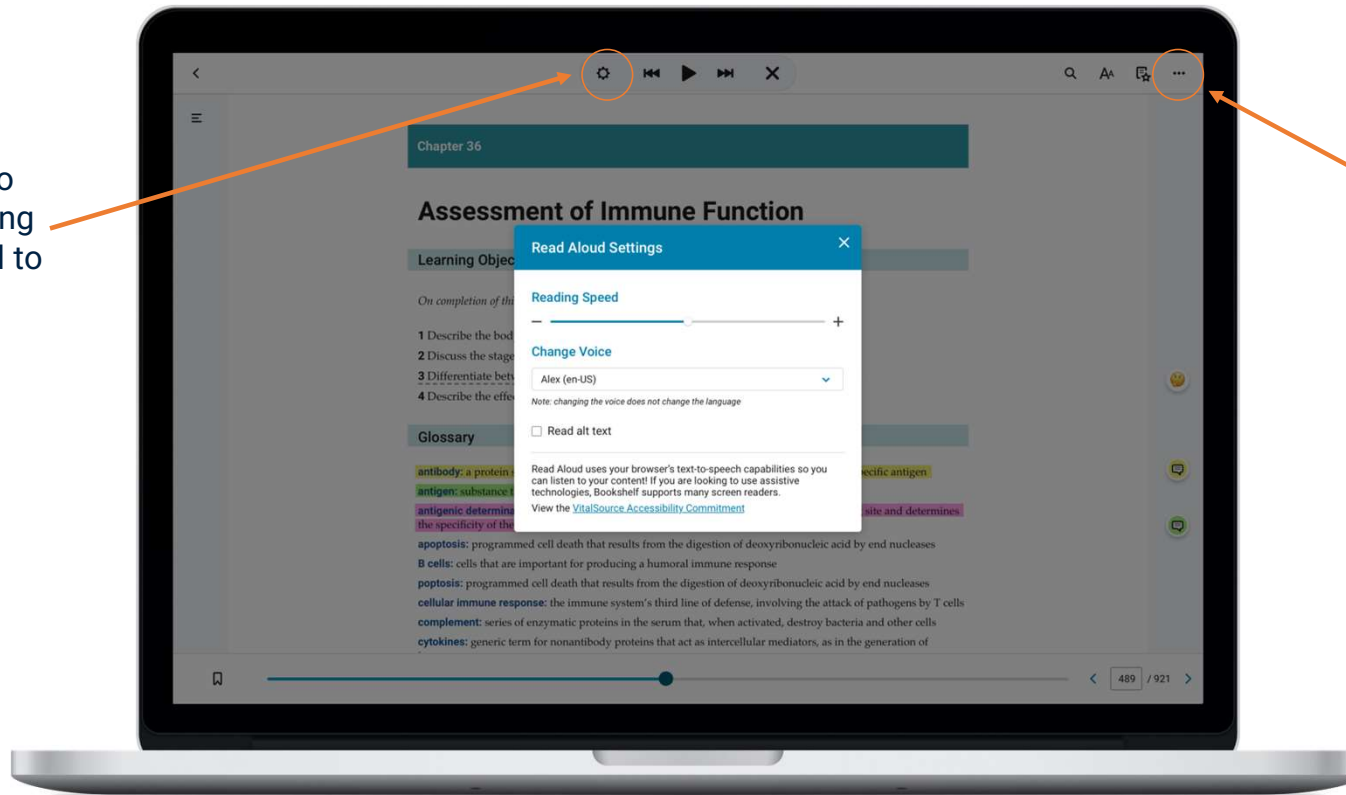 o
ng
l to
Chapter 36
Assessment of Immune Function
Learning Objec
On completion of thi
1 Describe the bod
2 Discuss the stage
3 Differentiate betv
4 Describe the effe
Glossary
antibody: a protein s
ecific antigen
antigen: substance t
antigenic determina
site and determines
the specificity of the
apoptosis: programmed cell death that results from the digestion of deoxyribonucleic acid by end nucleases
B cells: cells that are important for producing a humoral immune response
poptosis: programmed cell death that results from the digestion of deoxyribonucleic acid by end nucleases
cellular immune response: the immune system's third line of defense, involving the attack of pathogens by T cells
complement: series of enzymatic proteins in the serum that, when activated, destroy bacteria and other cells
cytokines: generic term for nonantibody proteins that act as intercellular mediators, as in the generation of
Read Aloud Settings
Reading Speed
Change Voice
Alex (en-US)
Note: changing the voice does not change the language
Read alt text
Read Aloud uses your browser's text-to-speech capabilities so you
can listen to your content! If you are looking to use assistive
technologies, Bookshelf supports many screen readers.
View the VitalSource Accessibility Commitment
489 / 921